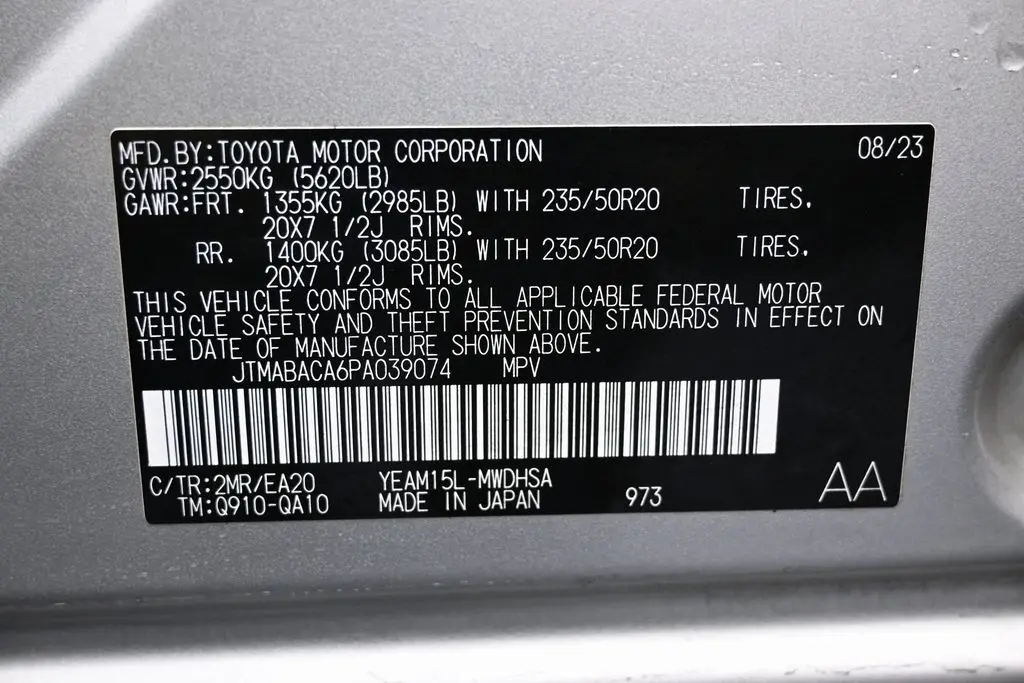 MFD.BY:TOYOTA MOTOR CORPORATION 08/23
GVWR:2550KG (5620LB)
GAWR:FRT. 1355KG (2985LB) WITH 235/50R20 TIRES.
20X7 1/2J RIMS.
RR. 1400KG (3085LB) WITH 235/50R20 TIRES.
20X7 1/2J RIMS.
THIS VEHICLE CONFORMS TO ALL APPLICABLE FEDERAL MOTOR
VEHICLE SAFETY AND THEFT PREVENTION STANDARDS IN EFFECT ON
THE DATE OF MANUFACTURE SHOWN ABOVE.
JTMABACA6PA039074 MPV
C/TR:2MR/EA20 YEAM15L-MWDHSA
TM:Q910-QA10 MADE IN JAPAN 973 AA